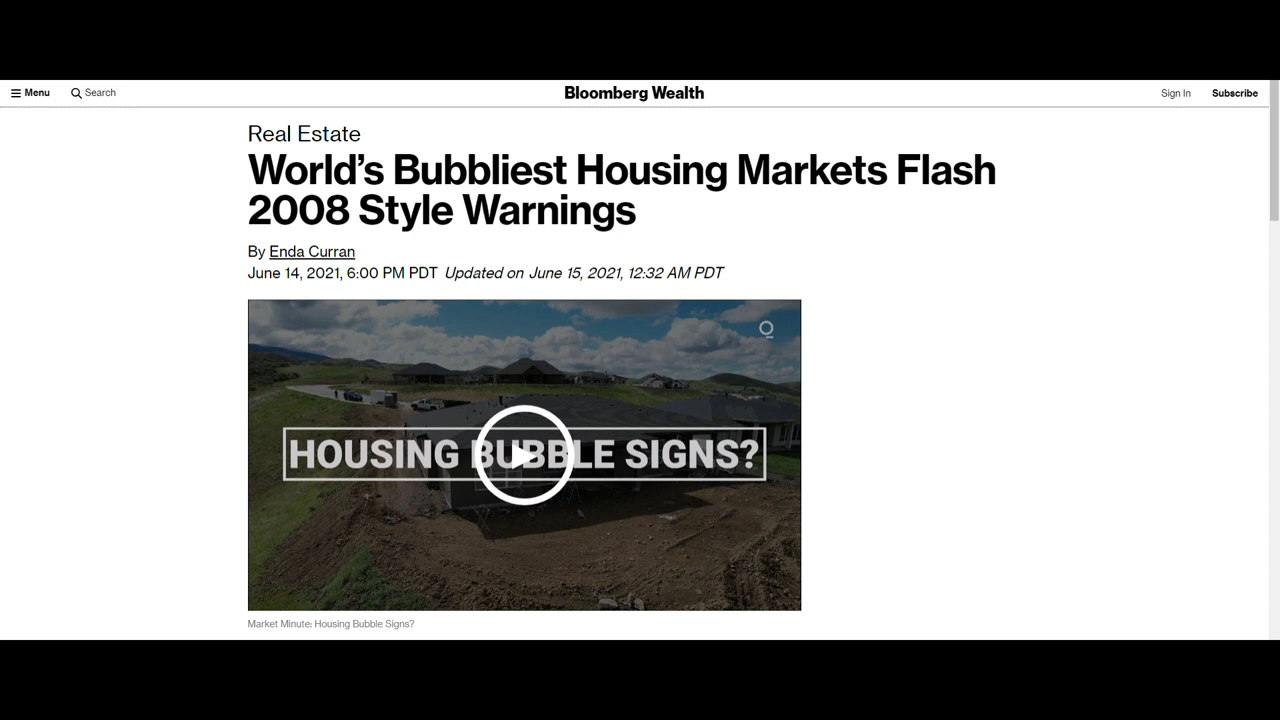 Menu Search Bloomberg Wealth Sign In Subscribe
Real Estate
World's Bubbliest Housing Markets Flash
2008 Style Warnings
By Enda Curran
June 14, 2021, 6:00 PM PDT Updated on June 15, 2021, 12:32 AM PDT
HOUSING BUBBLE SIGNS?
Market Minute: Housing Bubble Signs?